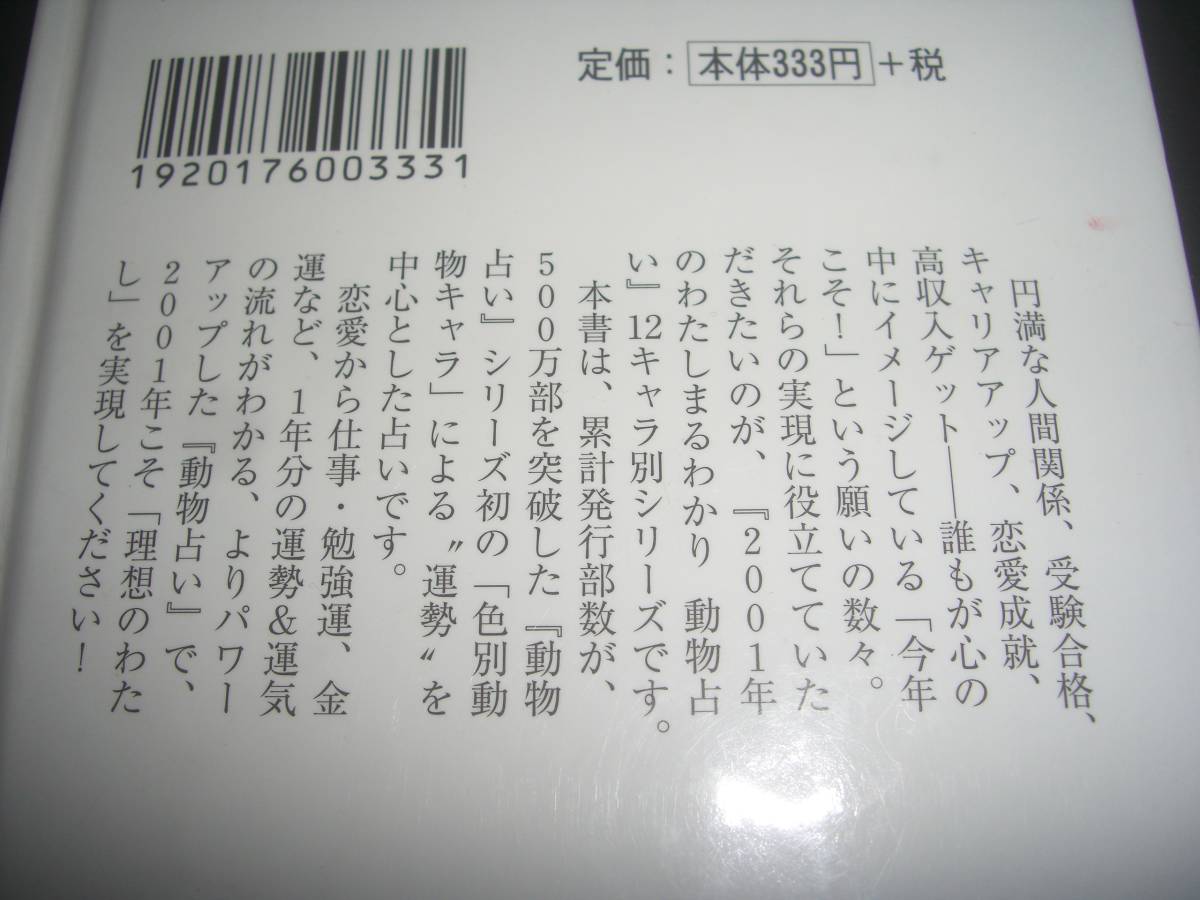 定価：本体333円+税
1920176003331
円満な人間関係、受験合格、
キャリアアップ、恋愛成就、
高収入ゲット――誰もが心の
中にイメージしている「今年
こそ！」という願いの数々。
それらの実現に役立てていた
だきたいのが、『2001年
のわたしまるわかり 動物占
い』12キャラ別シリーズです。
本書は、累計発行部数が、
500万部を突破した『動物
占い』シリーズ初の「色別動
物キャラ」による〝運勢〟を
中心とした占いです。
恋愛から仕事・勉強運、金
運など、1年分の運勢&運気
の流れがわかる、よりパワー
アップした『動物占い』で、
2001年こそ「理想のわた
し」を実現してください！